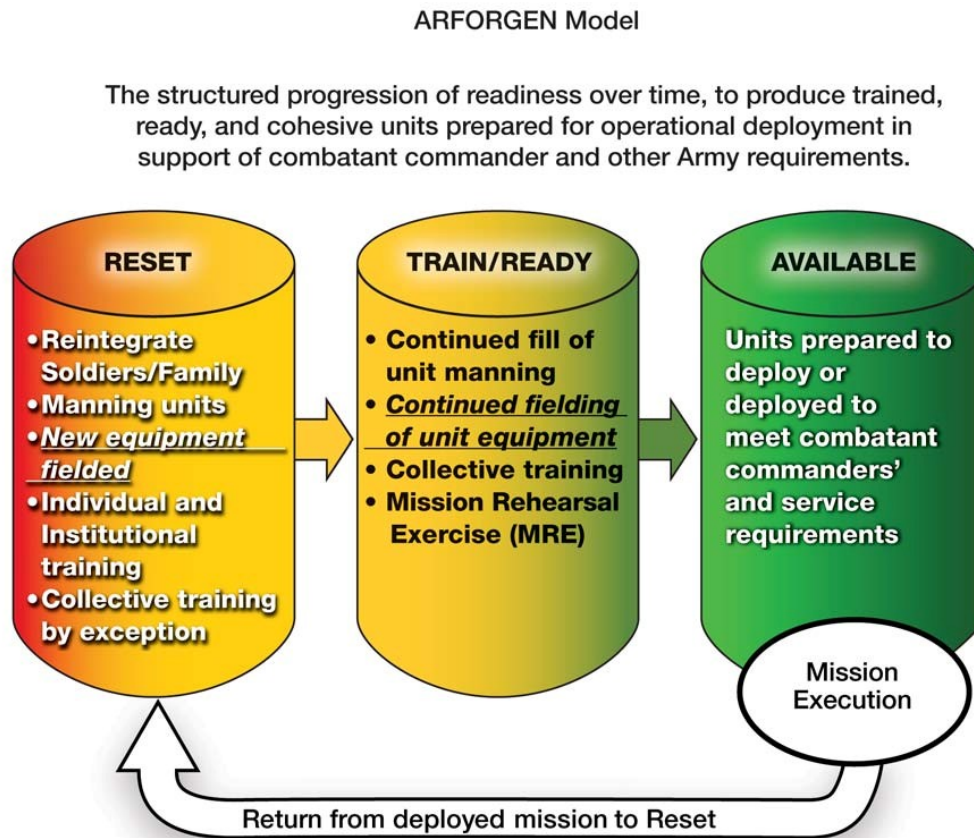 ARFORGEN Model
The structured progression of readiness over time, to produce trained,
ready, and cohesive units prepared for operational deployment in
support of combatant commander and other Army requirements.
RESET
•Reintegrate
Soldiers/Family
•Manning units
•New equipment
fielded
•Individual and
Institutional
training
•Collective training
by exception
TRAIN/READY
• Continued fill of
unit manning
• Continued fielding
of unit equipment
• Collective training
• Mission Rehearsal
Exercise (MRE)
AVAILABLE
Units prepared to
deploy or
deployed to
meet combatant
commanders’
and service
requirements
Mission
Execution
Return from deployed mission to Reset